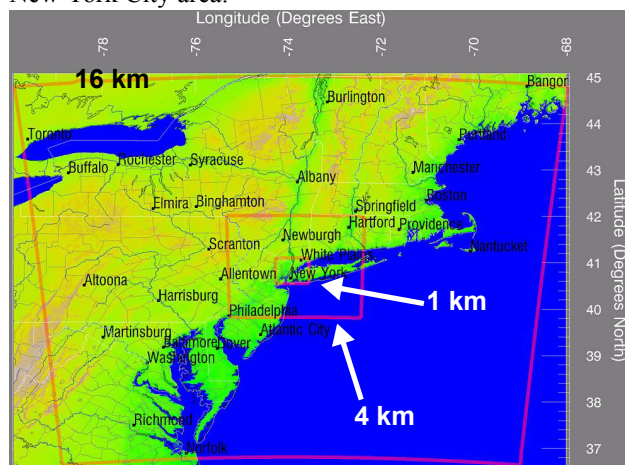 New York City area.
Longitude (Degrees East)
-78 -76 -74 -72 -70 -68
16 km
Bangor
45
Burlington
44
Toronto
Portland
Rochester
Syracuse
Manchester
43
Buffalo
Albany
Boston
Elmira
Binghamton
Springfield
42
Hartford
Providence
Newburgh
Scranton
Nantucket
White Plains
41
Altoona
Allentown
New York
Harrisburg
1 km
40
Philadelphia
Martinsburg
Atlantic City
Baltimore
Dover
39
Washington
4 km
38
Richmond
Norfolk
37
Latitude (Degrees North)